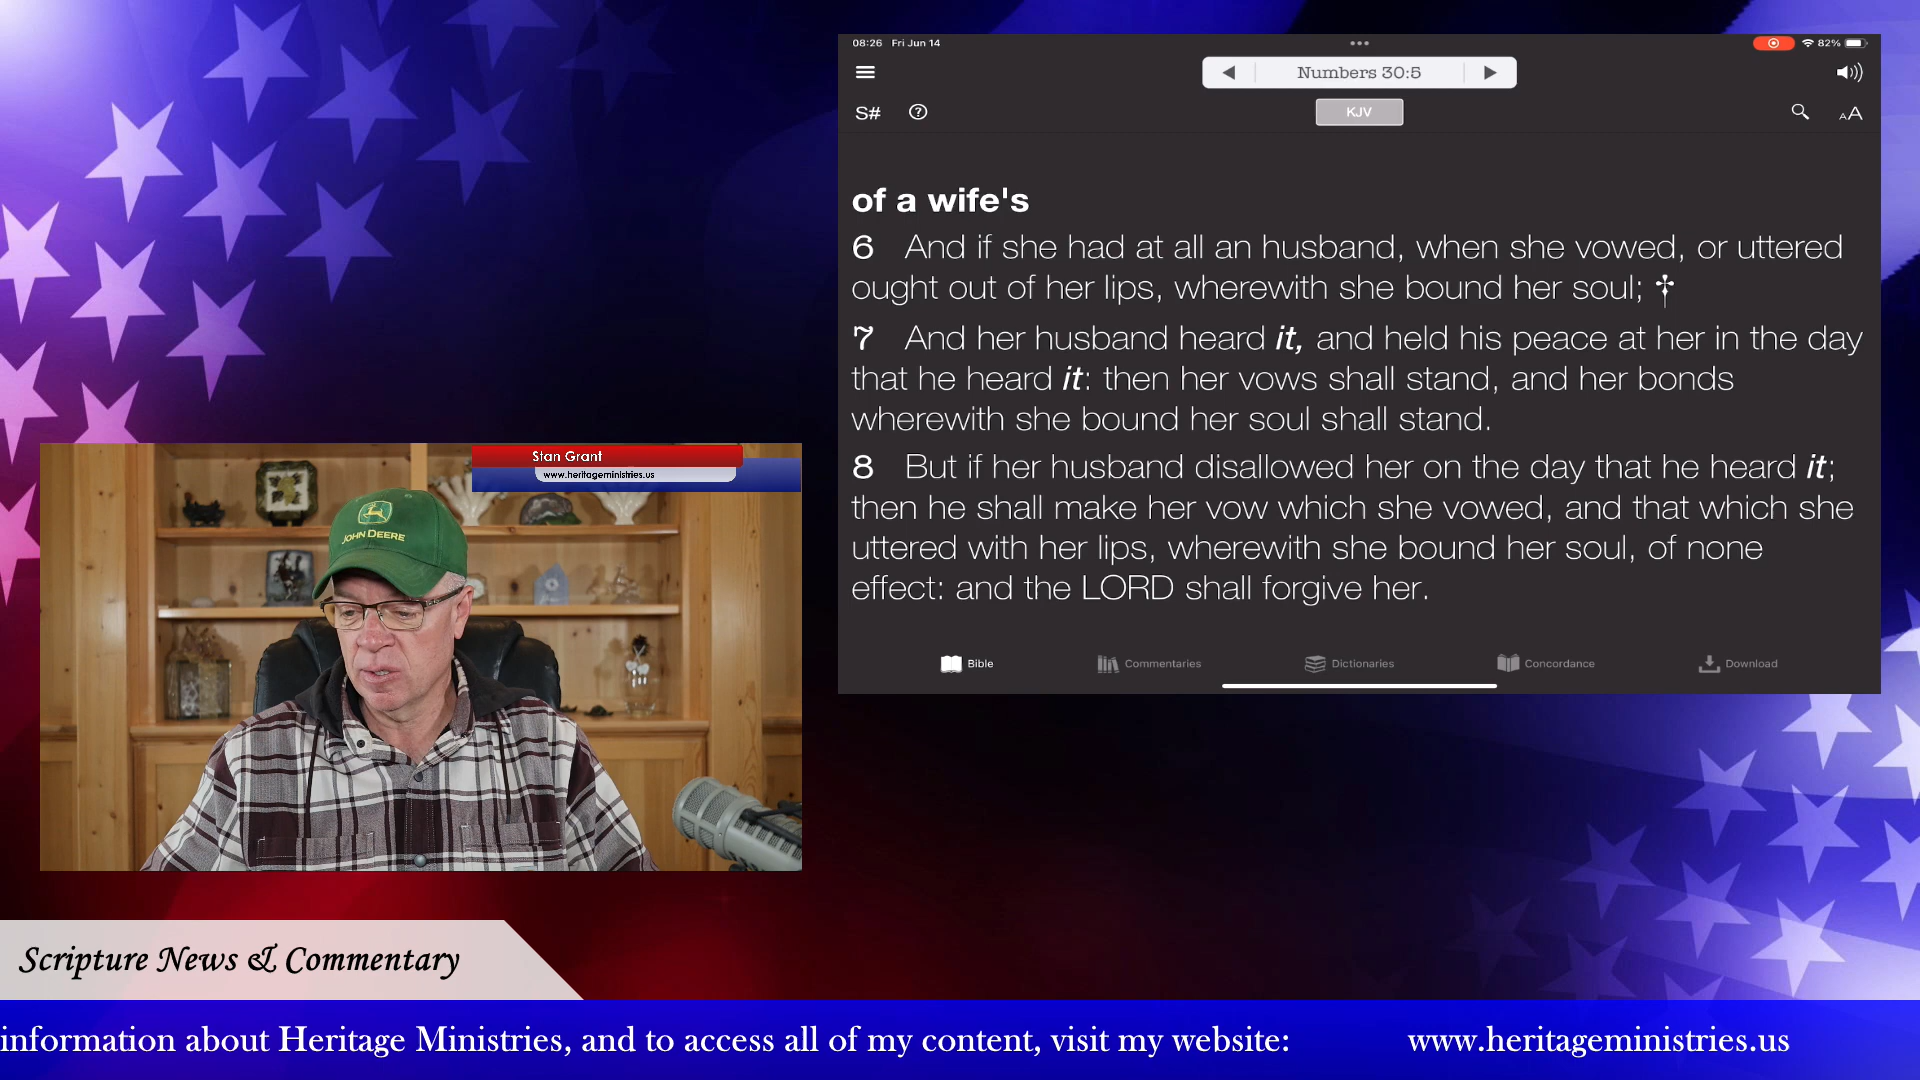 08:26 Fri Jun 14
82%
Numbers 30:5
S#
KJV
AA
of a wife's
6 And if she had at all an husband, when she vowed, or uttered
ought out of her lips, wherewith she bound her soul; †
7 And her husband heard it, and held his peace at her in the day
that he heard it: then her vows shall stand, and her bonds
wherewith she bound her soul shall stand.
8 But if her husband disallowed her on the day that he heard it;
then he shall make her vow which she vowed, and that which she
uttered with her lips, wherewith she bound her soul, of none
effect: and the LORD shall forgive her.
Bible Commentaries Dictionaries Concordance Download
Stan Grant
www.heritageministries.us
JOHN DEERE
Scripture News & Commentary
information about Heritage Ministries, and to access all of my content, visit my website: www.heritageministries.us